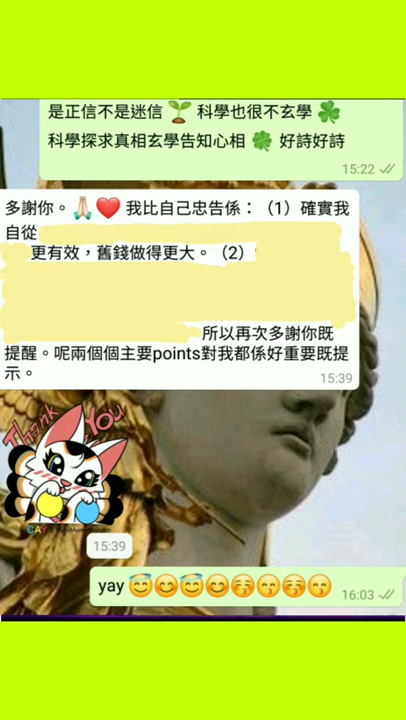 是正信不是迷信🌱 科學也很不玄學☘️
科學探求真相玄學告知心相🍀 好詩好詩
15:22
多謝你。🙏🏻❤️ 我比自己忠告係：（1）確實我
自從
更有效，舊錢做得更大。（2）
所以再次多謝你既
提醒。呢兩個個主要points對我都係好重要既提
示。
15:39
Thank You
CAY
15:39
yay 😇😊😇😊😚😙😚😙
16:03